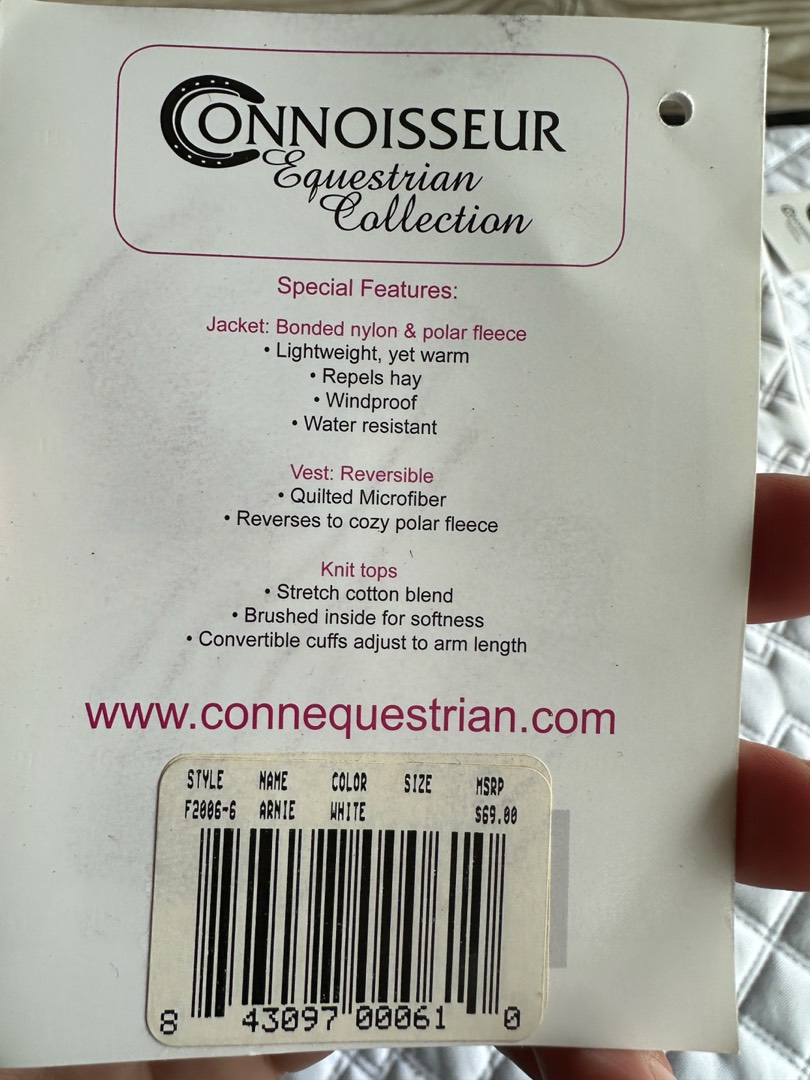 CONNOISSEUR
Equestrian
Collection
Special Features:
Jacket: Bonded nylon & polar fleece
• Lightweight, yet warm
• Repels hay
• Windproof
• Water resistant
Vest: Reversible
• Quilted Microfiber
• Reverses to cozy polar fleece
Knit tops
• Stretch cotton blend
• Brushed inside for softness
• Convertible cuffs adjust to arm length
www.connequestrian.com
STYLE NAME COLOR SIZE MSRP
F2006-6 ARNIE WHITE $69.00
8 43097 00061 0